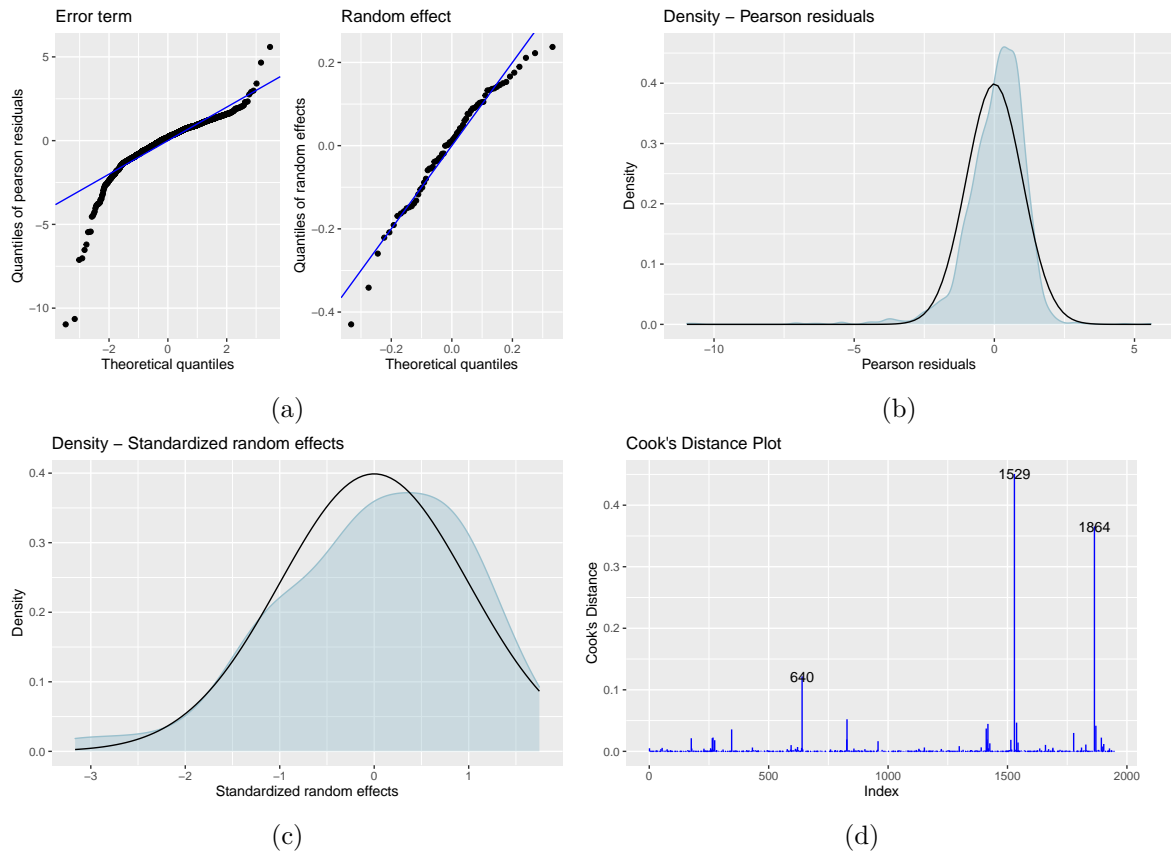 Error term
Random effect
Density – Pearson residuals
Quantiles of pearson residuals
5
0
−5
−10
−2
0
2
Theoretical quantiles
Quantiles of random effects
0.2
0.0
−0.2
−0.4
−0.2
0.0
0.2
Theoretical quantiles
Density
0.4
0.3
0.2
0.1
0.0
−10
−5
0
5
Pearson residuals
(a)
(b)
Density – Standardized random effects
Cook's Distance Plot
Density
0.4
0.3
0.2
0.1
0.0
−3
−2
−1
0
1
Standardized random effects
Cook's Distance
0.4
0.3
0.2
0.1
0.0
640
1529
1864
0
500
1000
1500
2000
Index
(c)
(d)